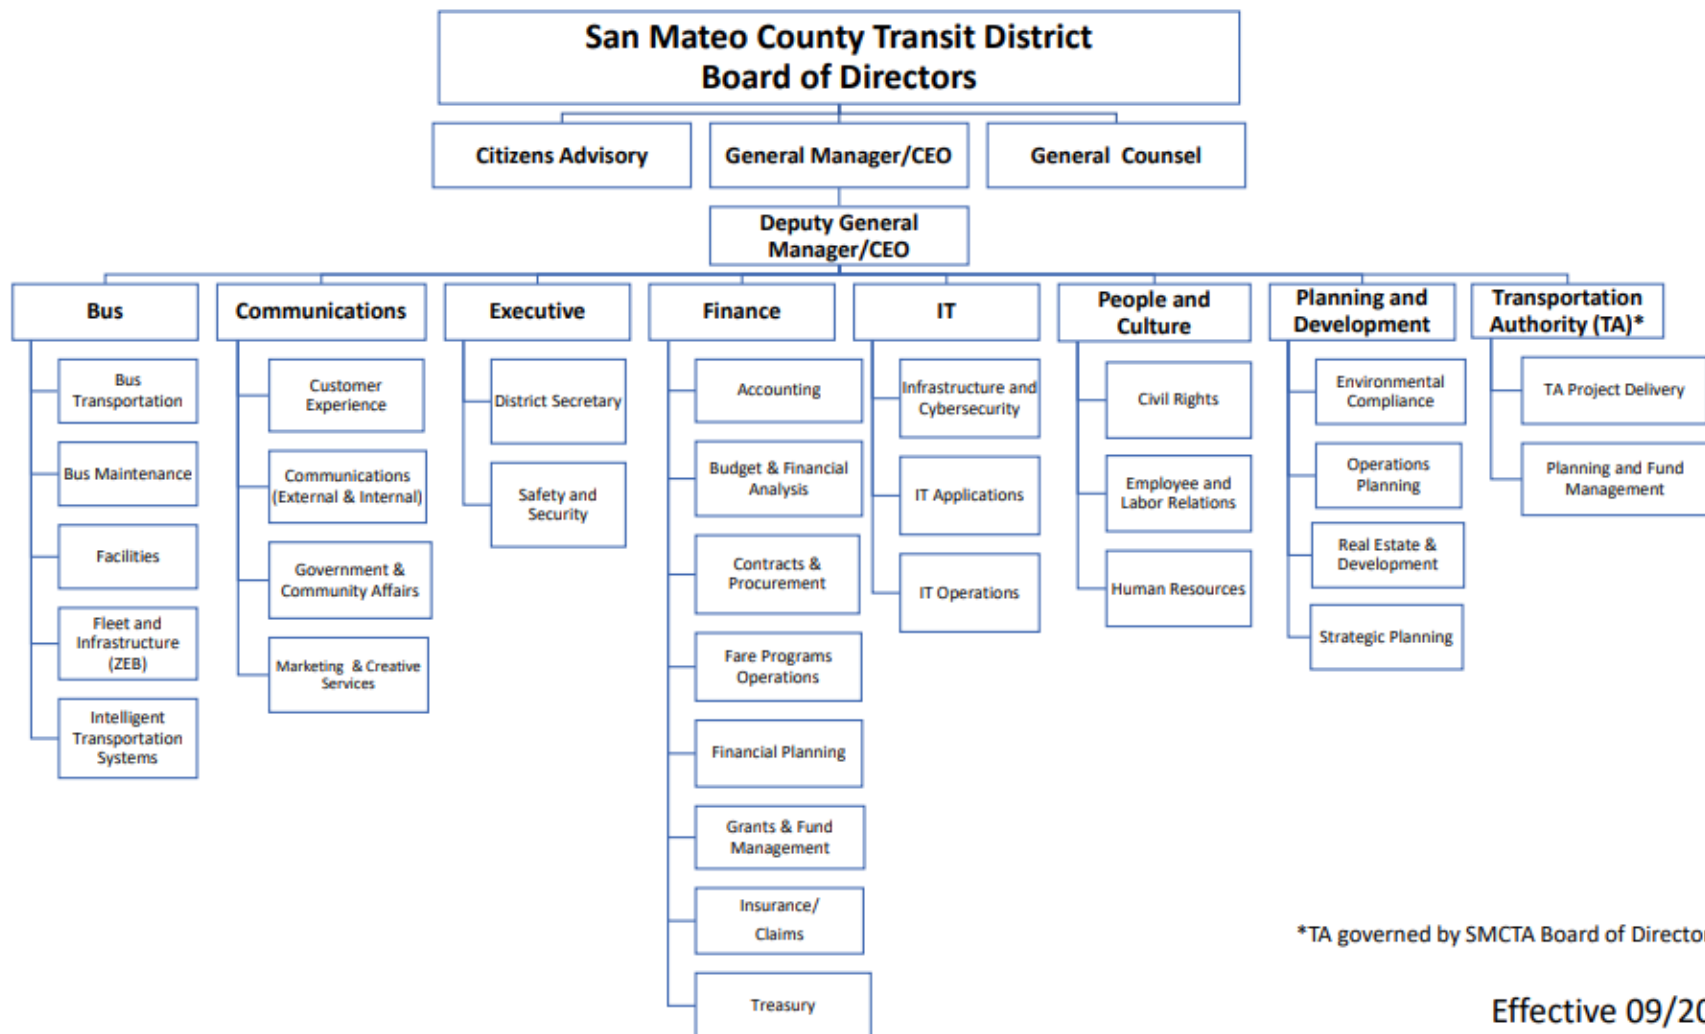 San Mateo County Transit District
Board of Directors
Citizens Advisory
General Manager/CEO
General Counsel
Deputy General
Manager/CEO
Bus
Bus
Transportation
Bus Maintenance
Facilities
Fleet and
Infrastructure
(ZEB)
Intelligent
Transportation
Systems
Communications
Customer
Experience
Communications
(External & Internal)
Government &
Community Affairs
Marketing & Creative
Services
Executive
District Secretary
Safety and
Security
Finance
Accounting
Budget & Financial
Analysis
Contracts &
Procurement
Fare Programs
Operations
Financial Planning
Grants & Fund
Management
Insurance/
Claims
Treasury
IT
Infrastructure and
Cybersecurity
IT Applications
IT Operations
People and
Culture
Civil Rights
Employee and
Labor Relations
Human Resources
Planning and
Development
Environmental
Compliance
Operations
Planning
Real Estate &
Development
Strategic Planning
Transportation
Authority (TA)*
TA Project Delivery
Planning and Fund
Management
*TA governed by SMCTA Board of Director
Effective 09/20